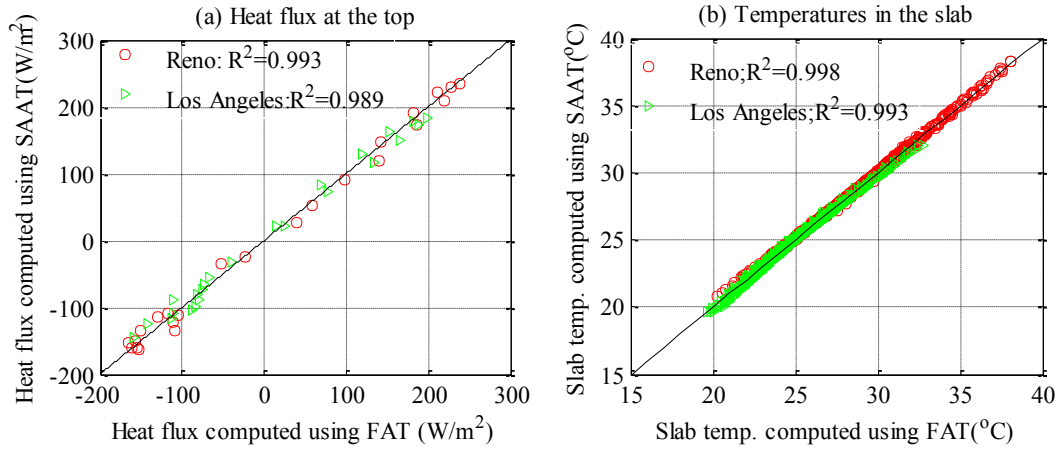 (a) Heat flux at the top
Heat flux computed using SAAT(W/m²)
300
200
100
0
-100
-200
Reno: R²=0.993
Los Angeles:R²=0.989
-200 -100 0 100 200 300
Heat flux computed using FAT (W/m²)
(b) Temperatures in the slab
Slab temp. computed using SAAT(°C)
40
35
30
25
20
15
Reno;R²=0.998
Los Angeles;R²=0.993
15 20 25 30 35 40
Slab temp. computed using FAT(°C)